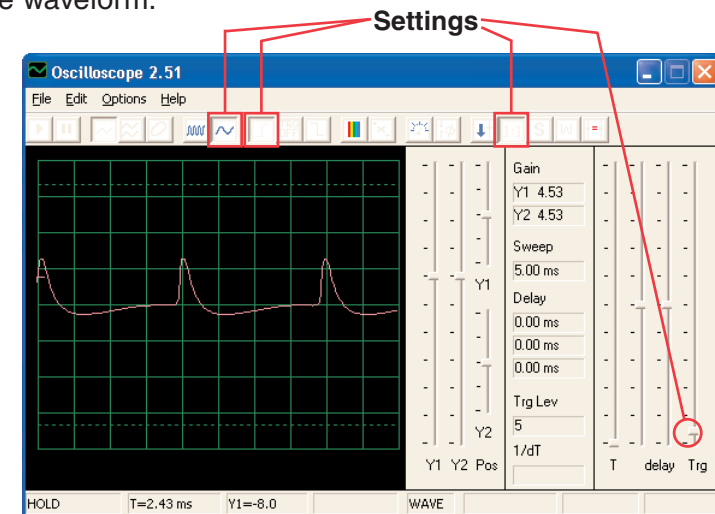 e waveform.
Settings
Oscilloscope 2.51
File Edit Options Help
Gain
Y1 4.53
Y2 4.53
Sweep
5.00 ms
Y1
Delay
0.00 ms
0.00 ms
0.00 ms
Trg Lev
5
Y2
1/dT
Y1 Y2 Pos
T delay Trg
HOLD T=2.43 ms Y1=-8.0 WAVE